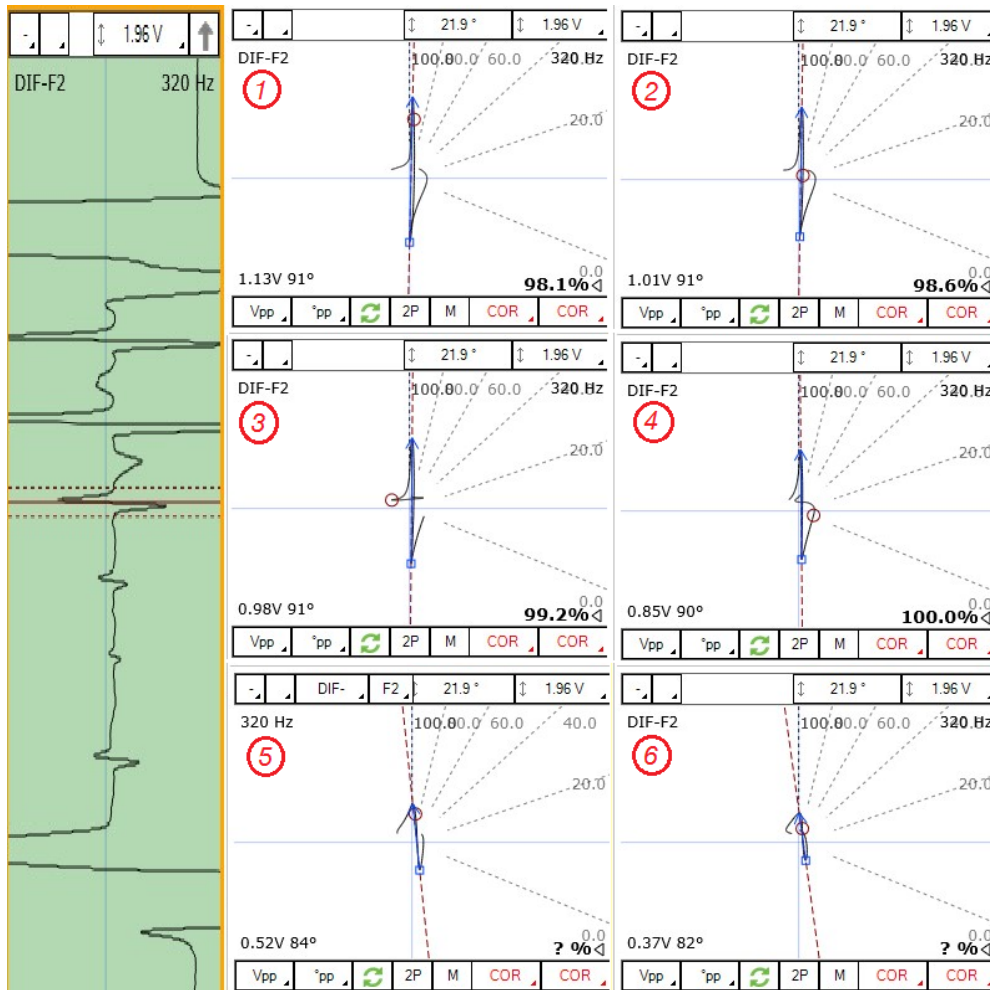 - 1.96 V
DIF-F2 320 Hz
21.9 ° 1.96 V
DIF-F2 100.0 60.0 320 Hz
1
20.0
0.0
1.13V 91° 98.1%
Vpp °pp 2P M COR COR
21.9 ° 1.96 V
DIF-F2 100.0 60.0 320 Hz
2
20.0
0.0
1.01V 91° 98.6%
Vpp °pp 2P M COR COR
- 21.9 ° 1.96 V
DIF-F2 100.0 60.0 320 Hz
3
20.0
0.0
0.98V 91° 99.2%
Vpp °pp 2P M COR COR
- 21.9 ° 1.96 V
DIF-F2 100.0 60.0 320 Hz
4
20.0
0.0
0.85V 90° 100.0%
Vpp °pp 2P M COR COR
- DIF- F2 21.9 ° 1.96 V
320 Hz 100.0 60.0 40.0
5
20.0
0.0
0.52V 84° ? %
Vpp °pp 2P M COR COR
- 21.9 ° 1.96 V
DIF-F2 100.0 60.0 320 Hz
6
20.0
0.0
0.37V 82° ? %
Vpp °pp 2P M COR COR